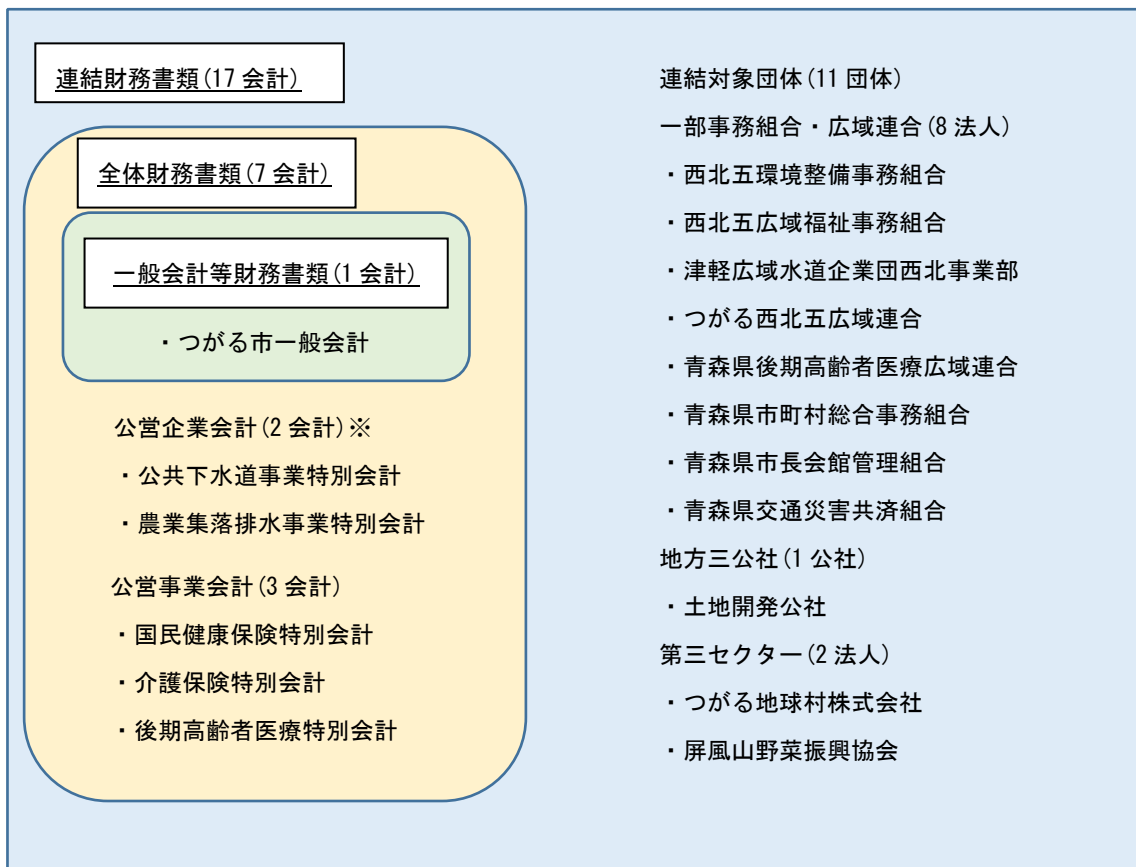 連結財務書類(17 会計)
全体財務書類(7 会計)
一般会計等財務書類(1 会計)
・つがる市一般会計
公営企業会計(2 会計)※
・公共下水道事業特別会計
・農業集落排水事業特別会計
公営事業会計(3 会計)
・国民健康保険特別会計
・介護保険特別会計
・後期高齢者医療特別会計
連結対象団体(11 団体)
一部事務組合・広域連合(8 法人)
・西北五環境整備事務組合
・西北五広域福祉事務組合
・津軽広域水道企業団西北事業部
・つがる西北五広域連合
・青森県後期高齢者医療広域連合
・青森県市町村総合事務組合
・青森県市長会館管理組合
・青森県交通災害共済組合
地方三公社(1 公社)
・土地開発公社
第三セクター(2 法人)
・つがる地球村株式会社
・屏風山野菜振興協会